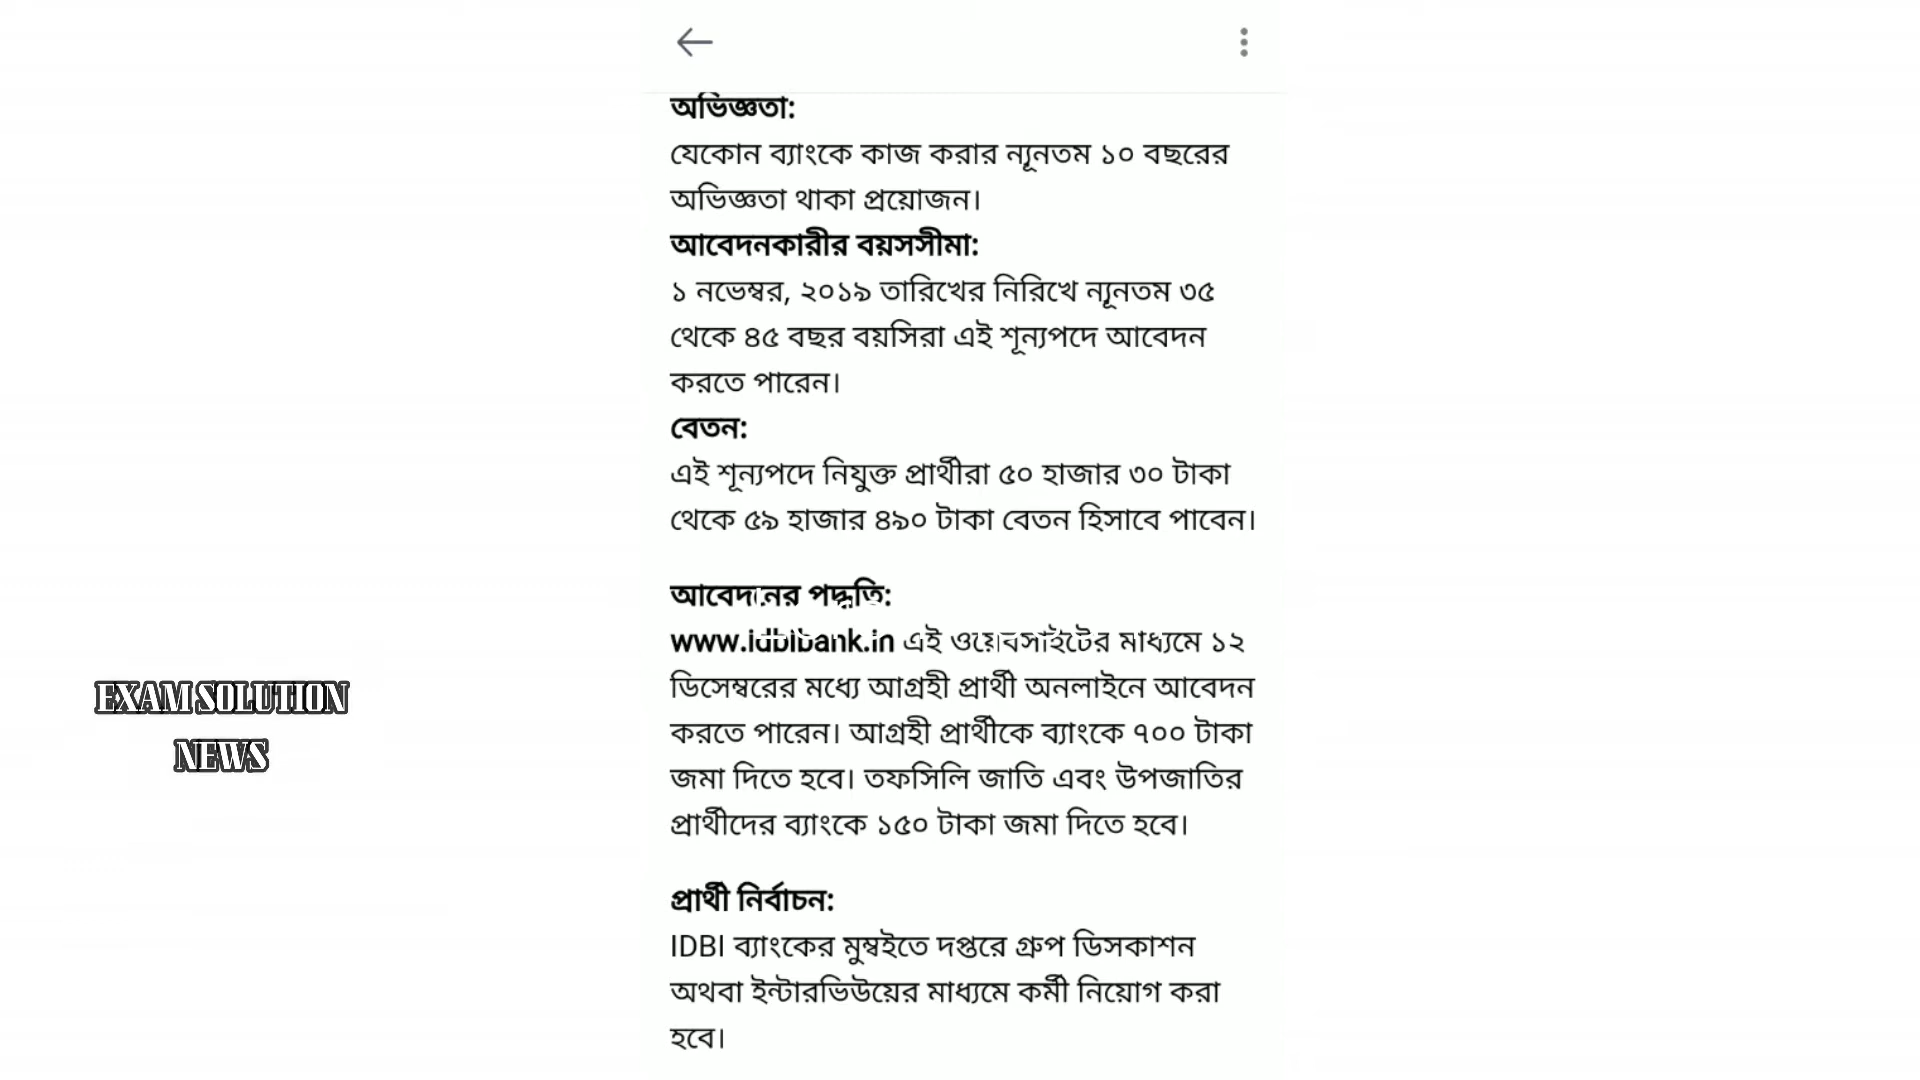 অভিজ্ঞতা:
যেকোন ব্যাংকে কাজ করার ন্যূনতম ১০ বছরের
অভিজ্ঞতা থাকা প্রয়োজন।
আবেদনকারীর বয়সসীমা:
১ নভেম্বর, ২০১৯ তারিখের নিরিখে ন্যূনতম ৩৫
থেকে ৪৫ বছর বয়সিরা এই শূন্যপদে আবেদন
করতে পারেন।
বেতন:
এই শূন্যপদে নিযুক্ত প্রার্থীরা ৫০ হাজার ৩০ টাকা
থেকে ৫৯ হাজার ৪৯০ টাকা বেতন হিসাবে পাবেন।
আবেদনের পদ্ধতি:
www.idbibank.in এই ওয়েবসাইটের মাধ্যমে ১২
ডিসেম্বরের মধ্যে আগ্রহী প্রার্থী অনলাইনে আবেদন
করতে পারেন। আগ্রহী প্রার্থীকে ব্যাংকে ৭০০ টাকা
জমা দিতে হবে। তফসিলি জাতি এবং উপজাতির
প্রার্থীদের ব্যাংকে ১৫০ টাকা জমা দিতে হবে।
প্রার্থী নির্বাচন:
IDBI ব্যাংকের মুম্বইতে দপ্তরে গ্রুপ ডিসকাশন
অথবা ইন্টারভিউয়ের মাধ্যমে কর্মী নিয়োগ করা
হবে।
EXAM SOLUTION
NEWS